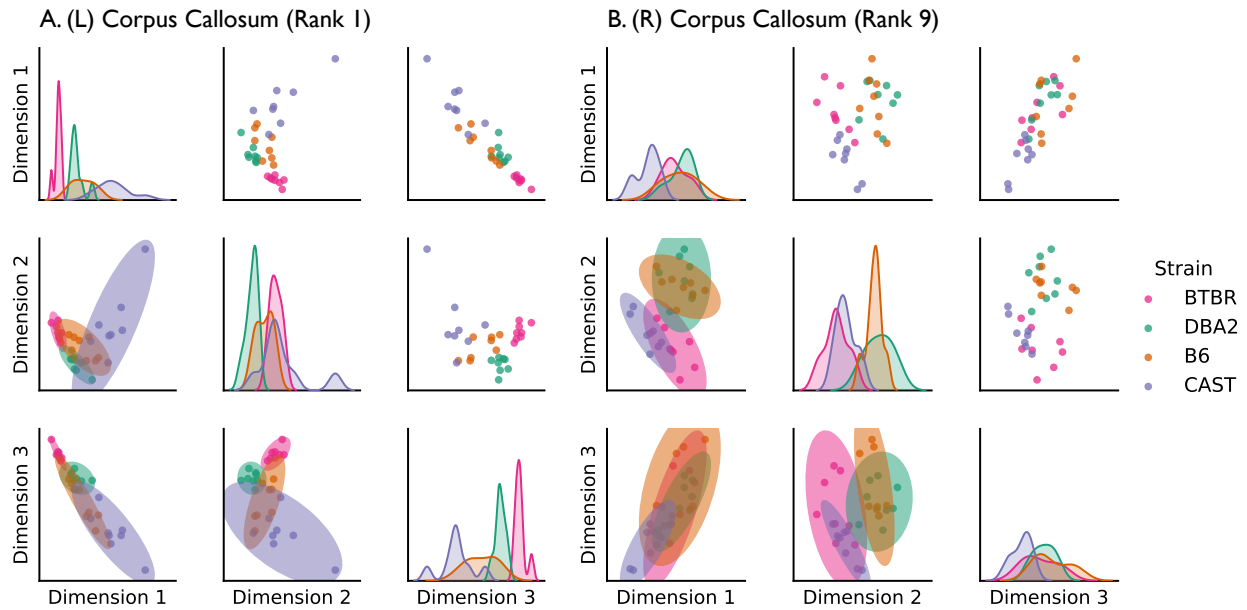 A. (L) Corpus Callosum (Rank 1)
B. (R) Corpus Callosum (Rank 9)
Dimension 1
Dimension 1
Dimension 2
Dimension 2
Strain
BTBR
DBA2
B6
CAST
Dimension 3
Dimension 3
Dimension 1
Dimension 2
Dimension 3
Dimension 1
Dimension 2
Dimension 3